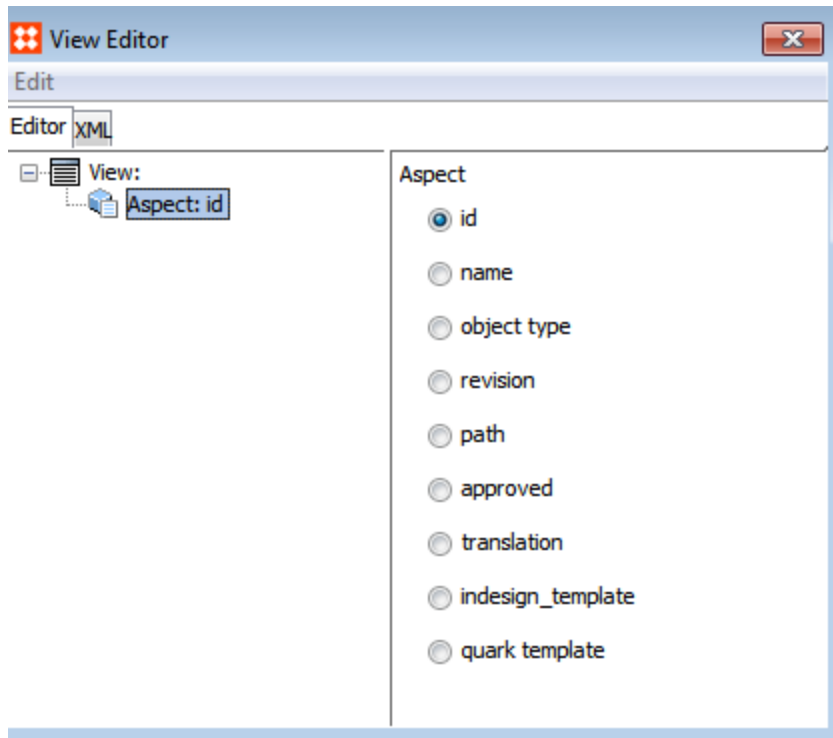 View Editor
Edit
Editor XML
View:
Aspect: id
Aspect
id
name
object type
revision
path
approved
translation
indesign_template
quark template